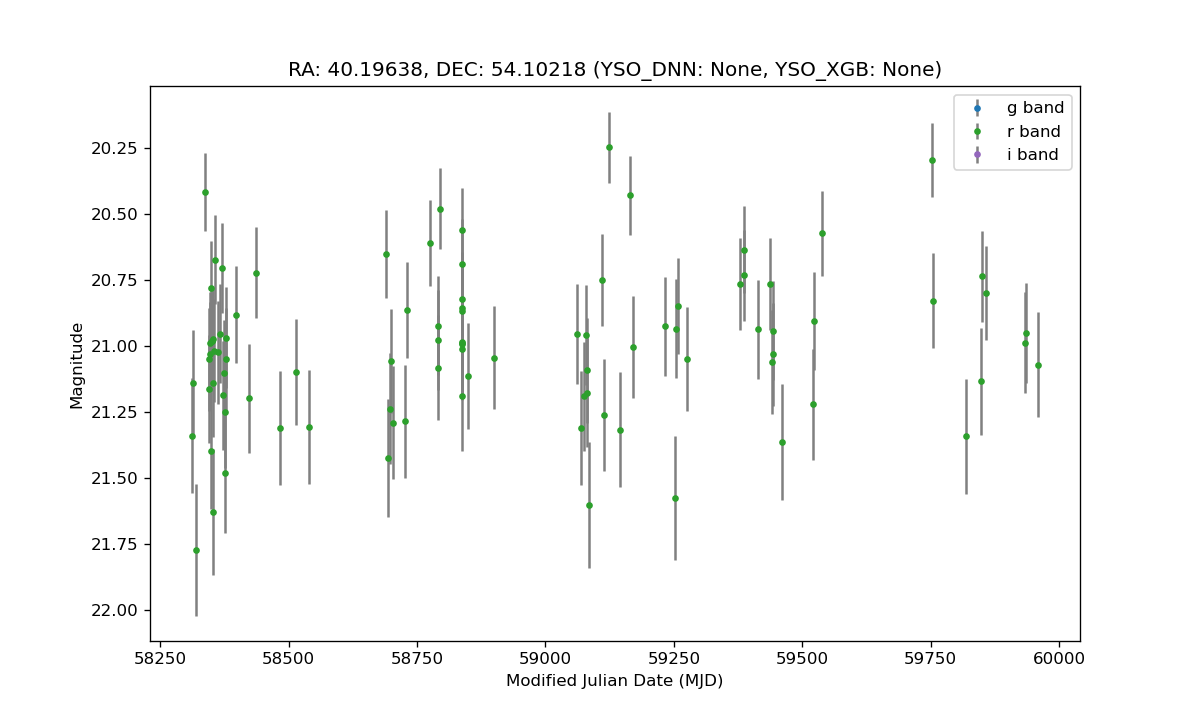 RA: 40.19638, DEC: 54.10218 (YSO_DNN: None, YSO_XGB: None)
g band
r band
i band
Magnitude
20.25
20.50
20.75
21.00
21.25
21.50
21.75
22.00
58250 58500 58750 59000 59250 59500 59750 60000
Modified Julian Date (MJD)